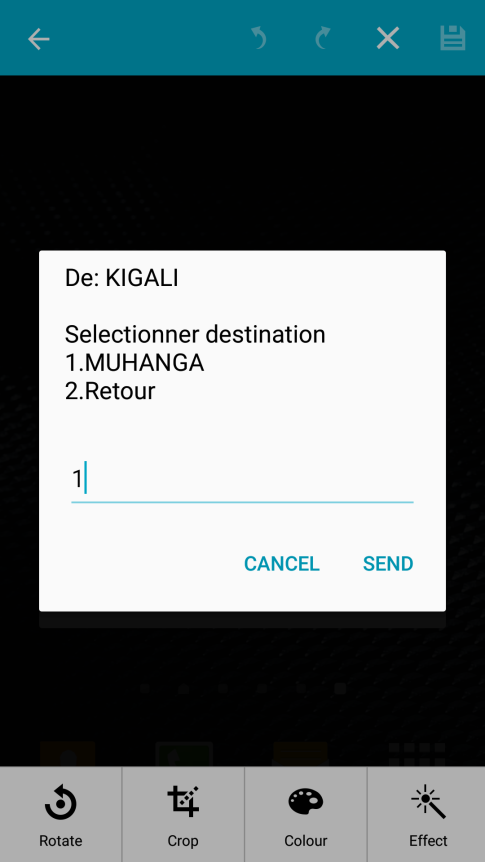 De: KIGALI
Selectionner destination
1.MUHANGA
2.Retour
1
CANCEL SEND
Rotate Crop Colour Effect